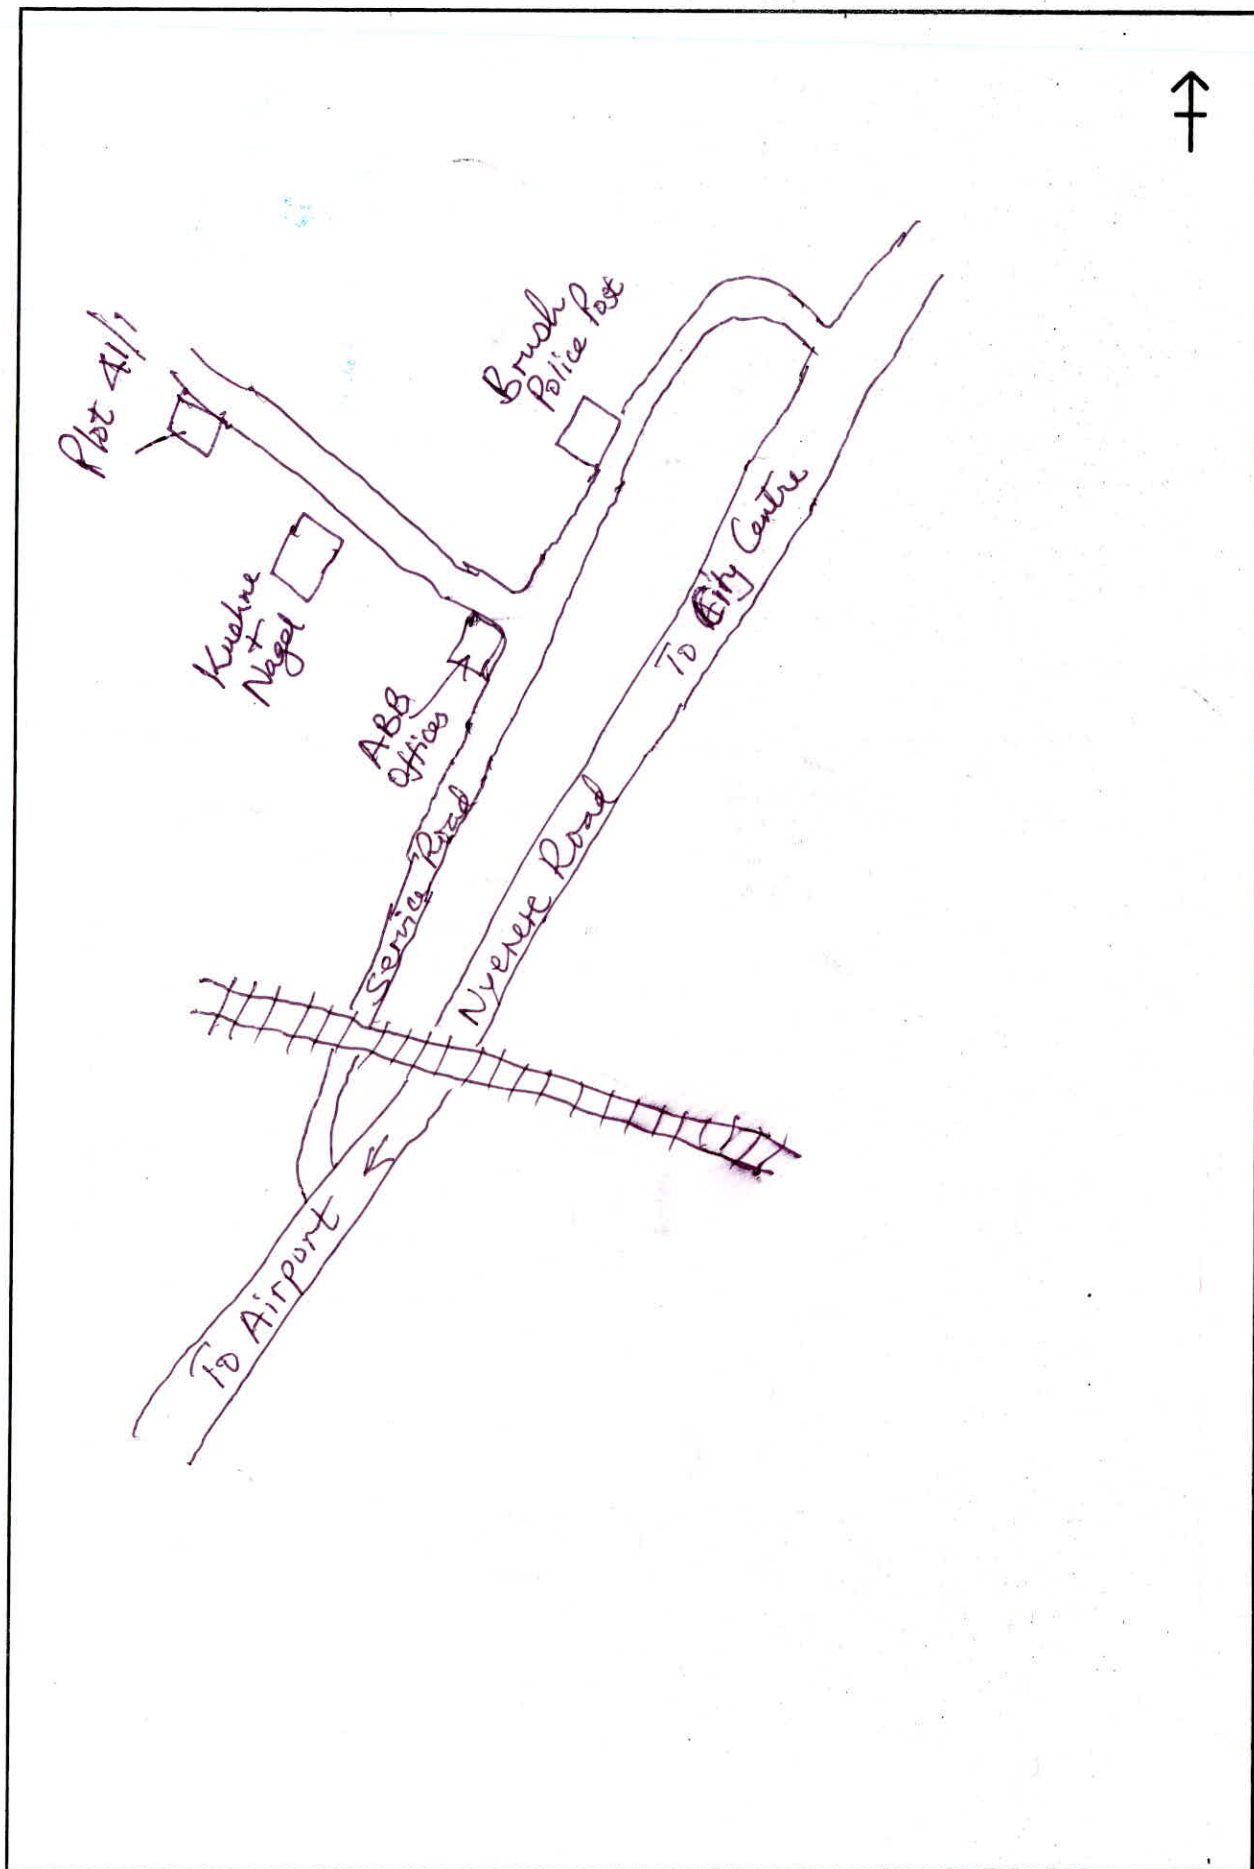 Brush
Police Post
Plot 41/1
Kuehne
+
Nagel
ABB
Offices
To City Centre
Service Road
Nyerere Road
To Airport